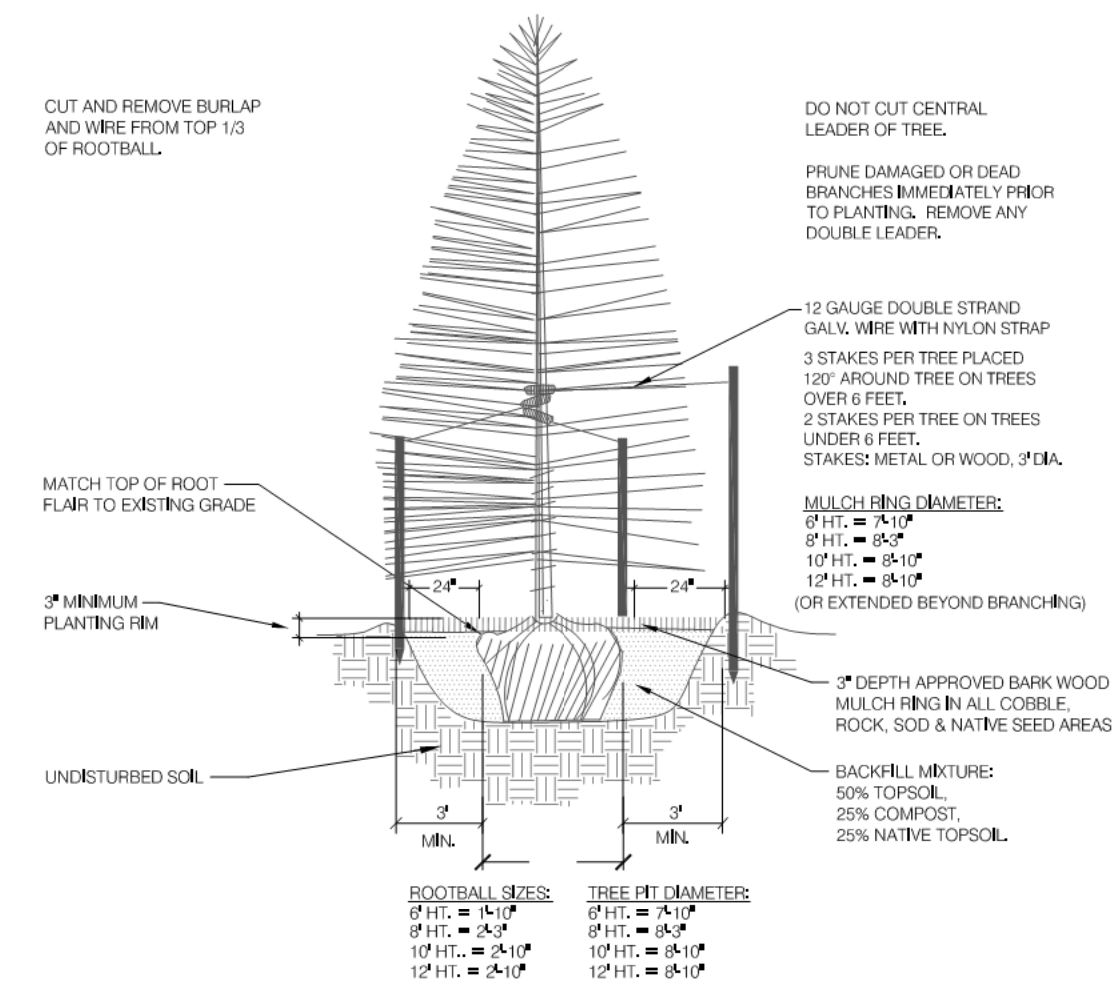 CUT AND REMOVE BURLAP
AND WIRE FROM TOP 1/3
OF ROOTBALL.
DO NOT CUT CENTRAL
LEADER OF TREE.
PRUNE DAMAGED OR DEAD
BRANCHES IMMEDIATELY PRIOR
TO PLANTING. REMOVE ANY
DOUBLE LEADER.
12 GAUGE DOUBLE STRAND
GALV. WIRE WITH NYLON STRAP
3 STAKES PER TREE PLACED
120° AROUND TREE ON TREES
OVER 6 FEET.
2 STAKES PER TREE ON TREES
UNDER 6 FEET.
STAKES: METAL OR WOOD, 3' DIA.
MATCH TOP OF ROOT
FLAIR TO EXISTING GRADE
MULCH RING DIAMETER:
6' HT. = 7'-10"
8' HT. = 8'-3"
10' HT. = 8'-10"
12' HT. = 8'-10"
(OR EXTENDED BEYOND BRANCHING)
24"
24"
3" MINIMUM
PLANTING RIM
3" DEPTH APPROVED BARK WOOD
MULCH RING IN ALL COBBLE,
ROCK, SOD & NATIVE SEED AREAS
UNDISTURBED SOIL
BACKFILL MIXTURE:
50% TOPSOIL,
25% COMPOST,
25% NATIVE TOPSOIL.
3'
MIN.
3'
MIN.
ROOTBALL SIZES:
6' HT. = 1'-10"
8' HT. = 2'-3"
10' HT.. = 2'-10"
12' HT. = 2'-10"
TREE PIT DIAMETER:
6' HT. = 7'-10"
8' HT. = 8'-3"
10' HT. = 8'-10"
12' HT. = 8'-10"